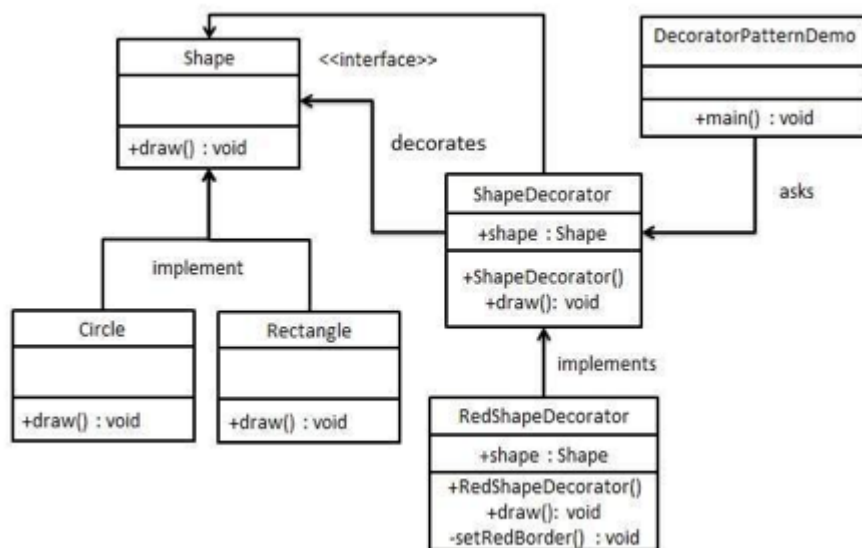 Shape
+draw() : void
<<interface>>
decorates
DecoratorPatternDemo
+main() : void
asks
ShapeDecorator
+shape : Shape
+ShapeDecorator()
+draw(): void
implement
Circle
+draw() : void
Rectangle
+draw() : void
implements
RedShapeDecorator
+shape : Shape
+RedShapeDecorator()
+draw(): void
-setRedBorder() : void